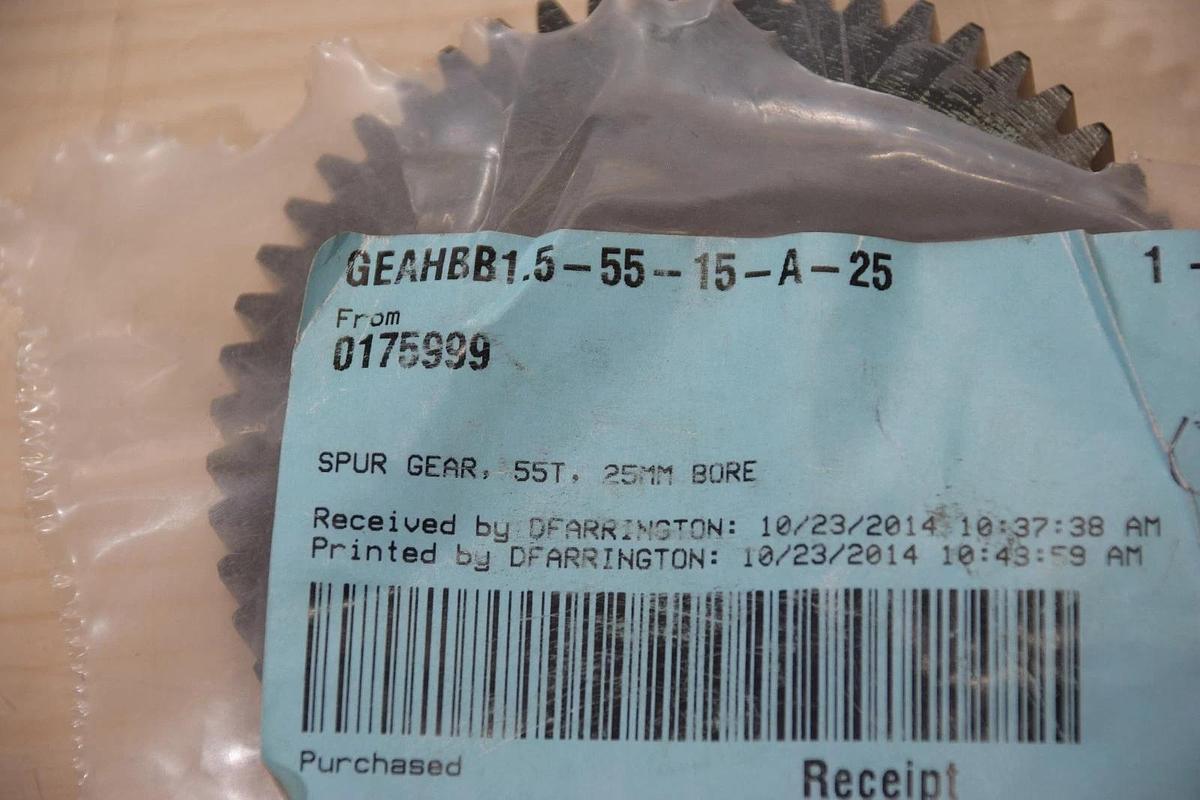 GEAHBB1.5-55-15-A-25 1 -
From
0175999
SPUR GEAR, 55T, 25MM BORE
Received by DFARRINGTON: 10/23/2014 10:37:38 AM
Printed by DFARRINGTON: 10/23/2014 10:43:59 AM
Purchased Receipt